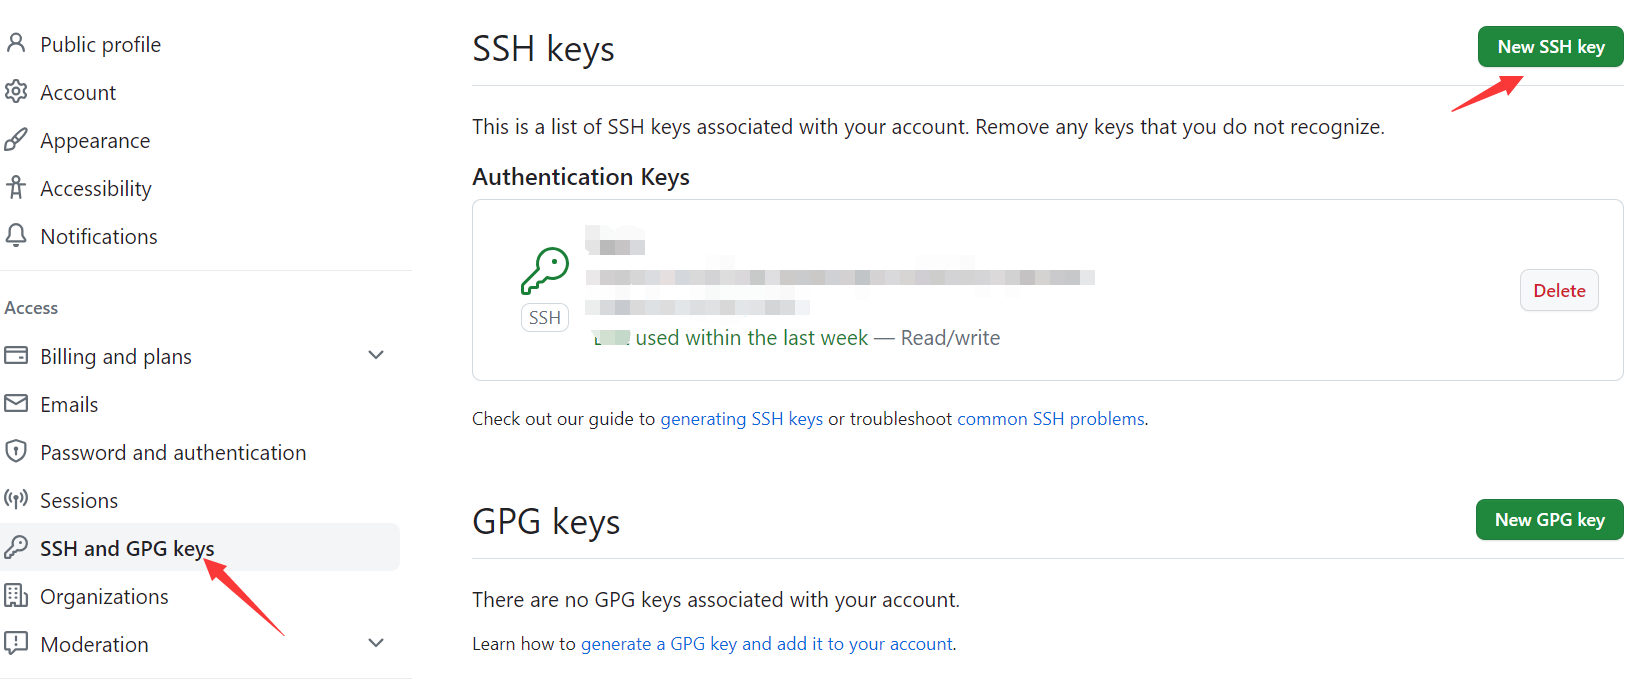 Public profile
Account
Appearance
Accessibility
Notifications
Access
Billing and plans
Emails
Password and authentication
Sessions
SSH and GPG keys
Organizations
Moderation
SSH keys
New SSH key
This is a list of SSH keys associated with your account. Remove any keys that you do not recognize.
Authentication Keys
SSH
used within the last week — Read/write
Delete
Check out our guide to generating SSH keys or troubleshoot common SSH problems.
GPG keys
New GPG key
There are no GPG keys associated with your account.
Learn how to generate a GPG key and add it to your account.